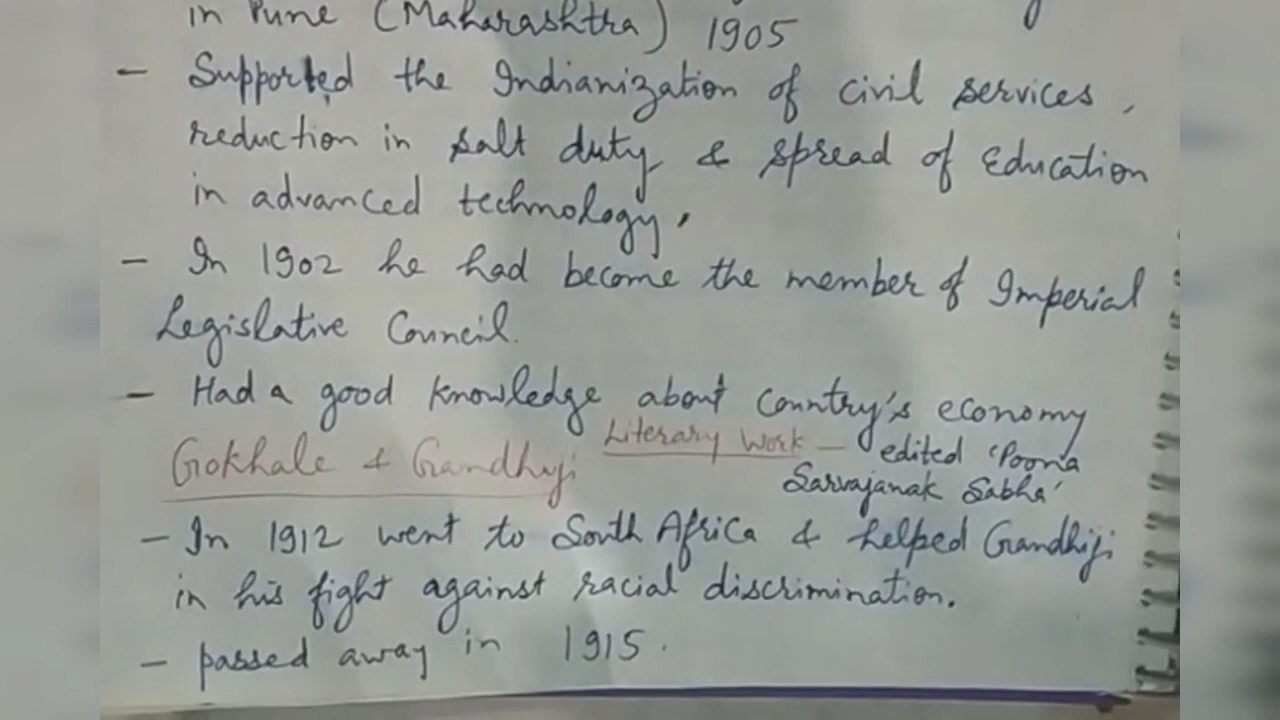 in Pune (Maharashtra) 1905
- Supported the Indianization of civil services,
reduction in salt duty & spread of Education
in advanced technology.
- In 1902 he had become the member of Imperial
Legislative Council.
- Had a good knowledge about country's economy
Gokhale & Gandhiji
Literary Work - edited 'Poona
Sarvajanak Sabha'
- In 1912 went to South Africa & helped Gandhiji
in his fight against racial discrimination.
- passed away in 1915.